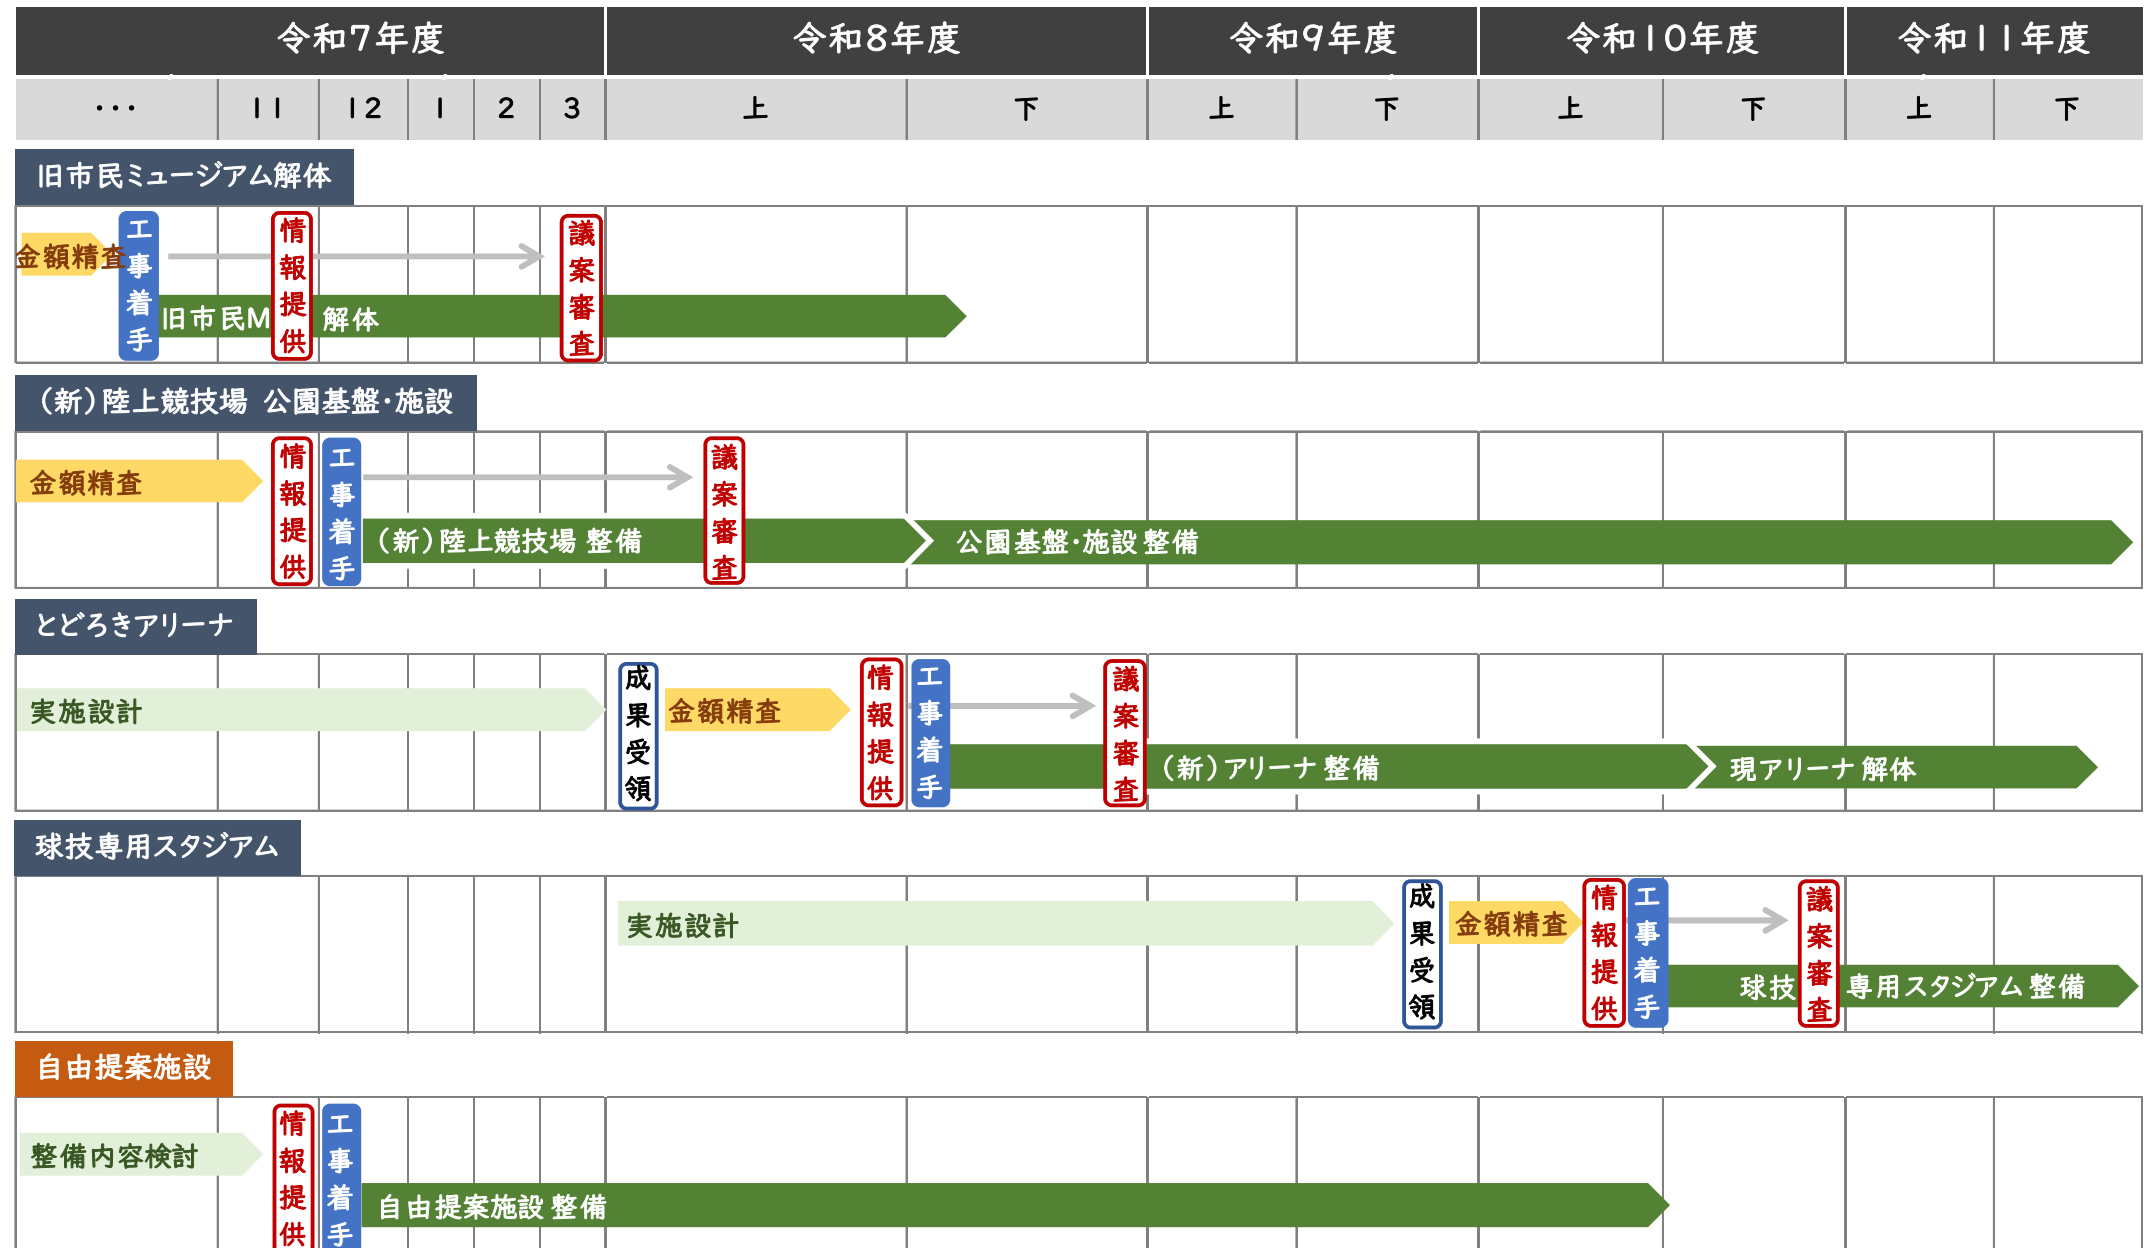 令和7年度 令和8年度 令和9年度 令和10年度 令和11年度
・・・ 11 12 1 2 3 上 下 上 下 上 下 上 下
旧市民ミュージアム解体
金額精査 工事着手 情報提供 議案審査
旧市民M 解体
(新)陸上競技場 公園基盤・施設
金額精査 情報提供 工事着手 議案審査
(新)陸上競技場 整備 公園基盤・施設 整備
とどろきアリーナ
実施設計 成果受領 金額精査 情報提供 工事着手 議案審査
(新)アリーナ 整備 現アリーナ 解体
球技専用スタジアム
実施設計 成果受領 金額精査 情報提供 工事着手 議案審査
球技 専用スタジアム 整備
自由提案施設
整備内容検討 情報提供 工事着手
自由提案施設 整備